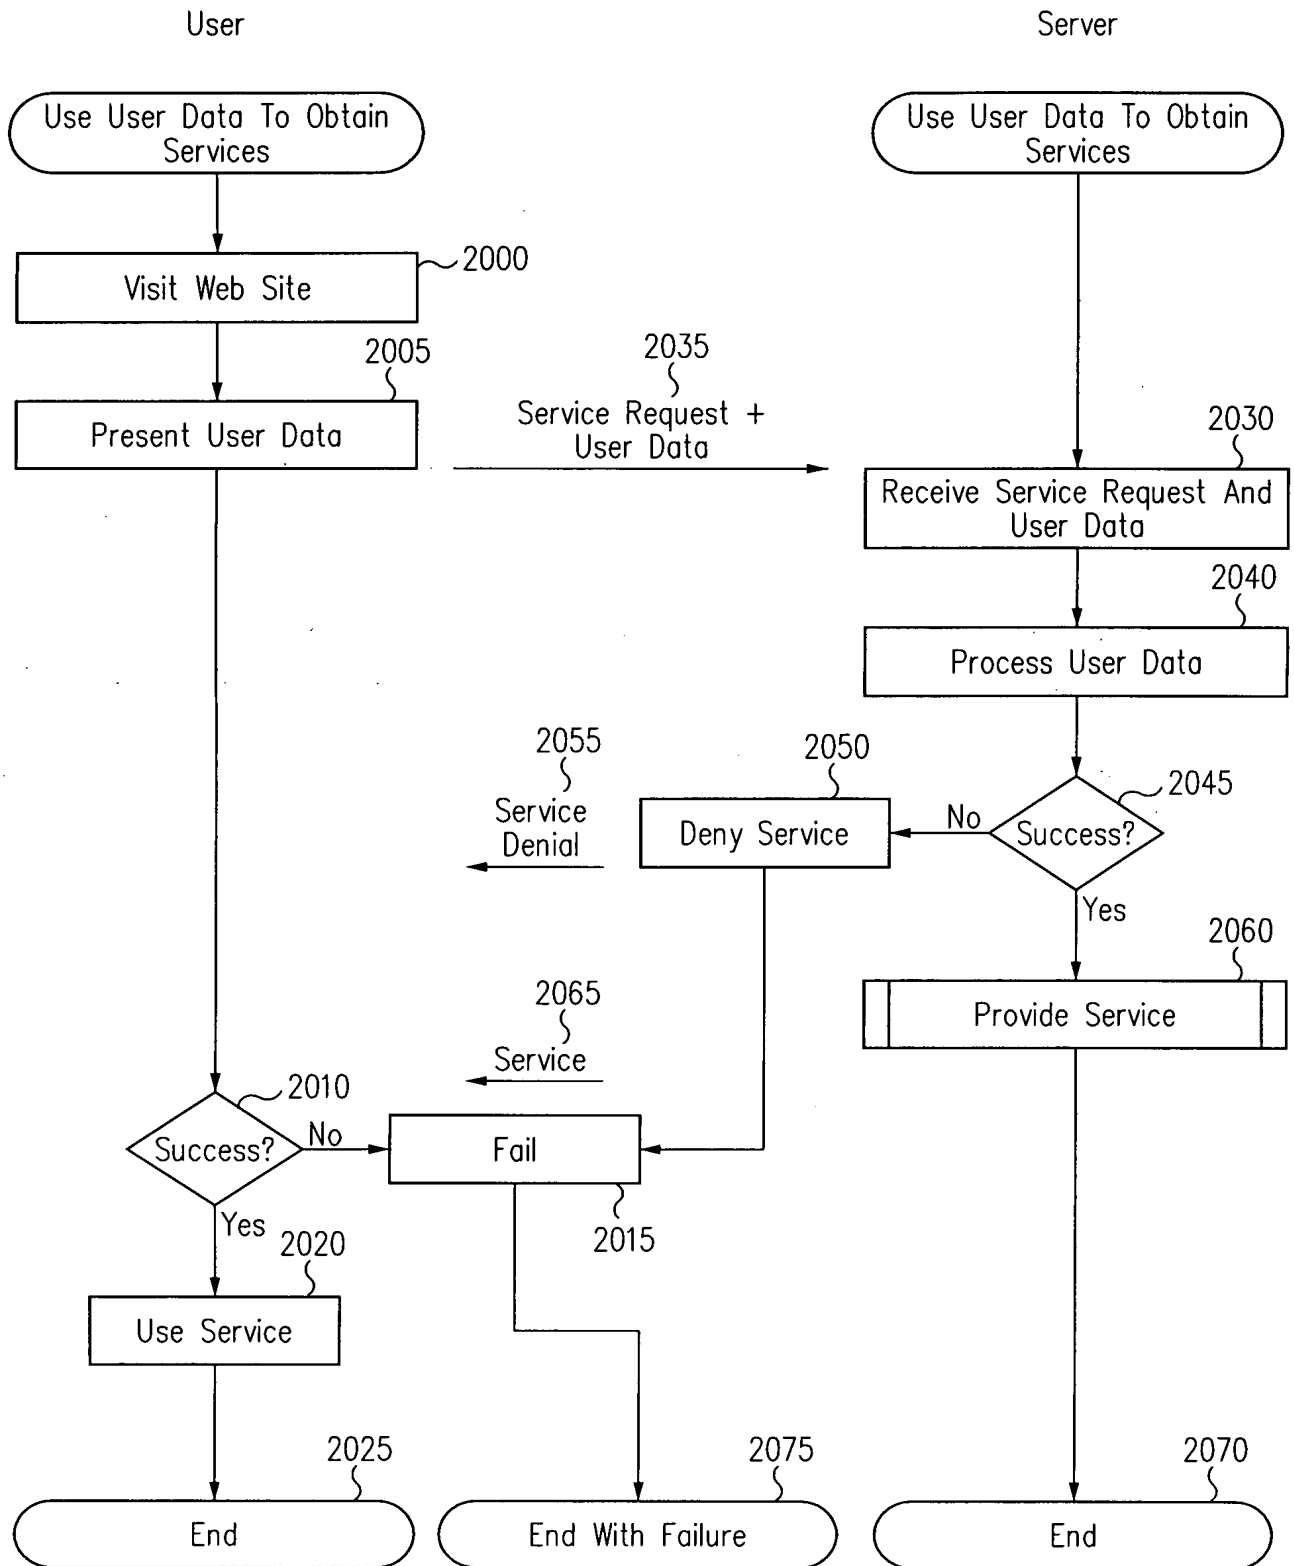 User
Server
Use User Data To Obtain
Services
Use User Data To Obtain
Services
2000
Visit Web Site
2005
2035
Present User Data
Service Request +
User Data
2030
Receive Service Request And
User Data
2040
Process User Data
2055
2050
2045
Service
Denial
Deny Service
No
Success?
Yes
2060
2065
Provide Service
Service
2010
Success?
No
Fail
Yes
2015
2020
Use Service
2025
2075
2070
End
End With Failure
End